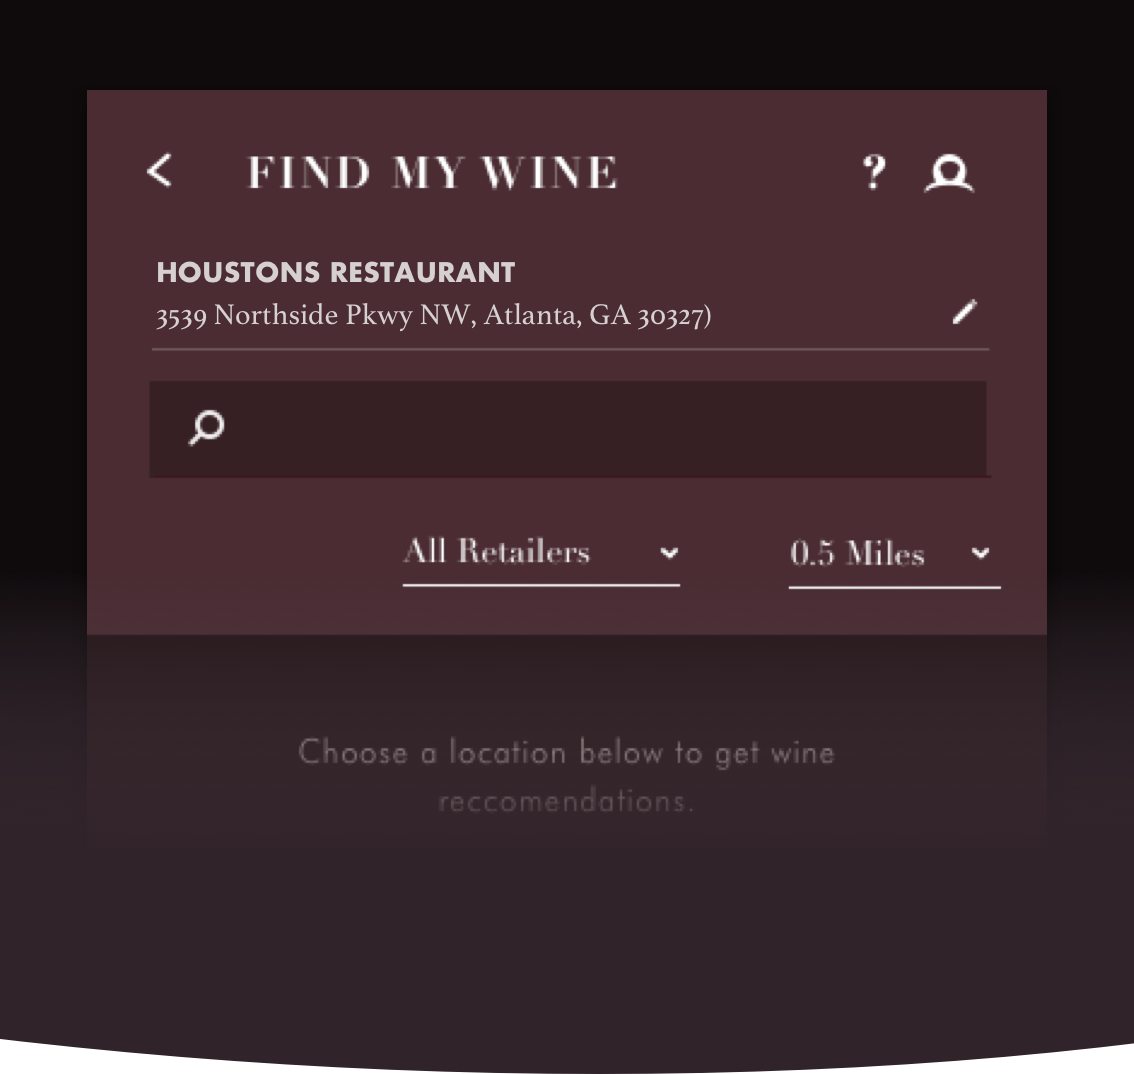 FIND MY WINE ?
HOUSTONS RESTAURANT
3539 Northside Pkwy NW, Atlanta, GA 30327)
All Retailers 0.5 Miles
Choose a location below to get wine
reccomendations.